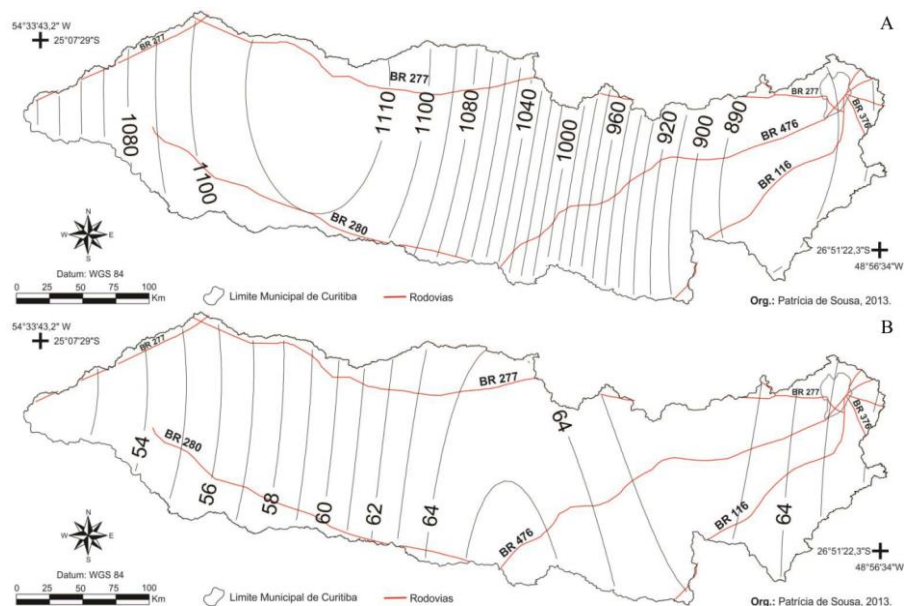 A
54°33'43,2" W
25°07'29"S
BR 277
BR 277
BR 277
1080
1100
1110
1100
1080
1040
1000
960
920
900
890
BR 476
BR 376
BR 116
BR 280
N
W E
S
Datum: WGS 84
0 25 50 75 100
Km
Limite Municipal de Curitiba
Rodovias
26°51'22,3"S
48°56'34"W
Org.: Patrícia de Sousa, 2013.
B
54°33'43,2" W
25°07'29"S
BR 277
BR 277
BR 277
54
56
58
60
62
64
64
64
BR 280
BR 476
BR 116
BR 376
N
W E
S
Datum: WGS 84
0 25 50 75 100
Km
Limite Municipal de Curitiba
Rodovias
26°51'22,3"S
48°56'34"W
Org.: Patrícia de Sousa, 2013.